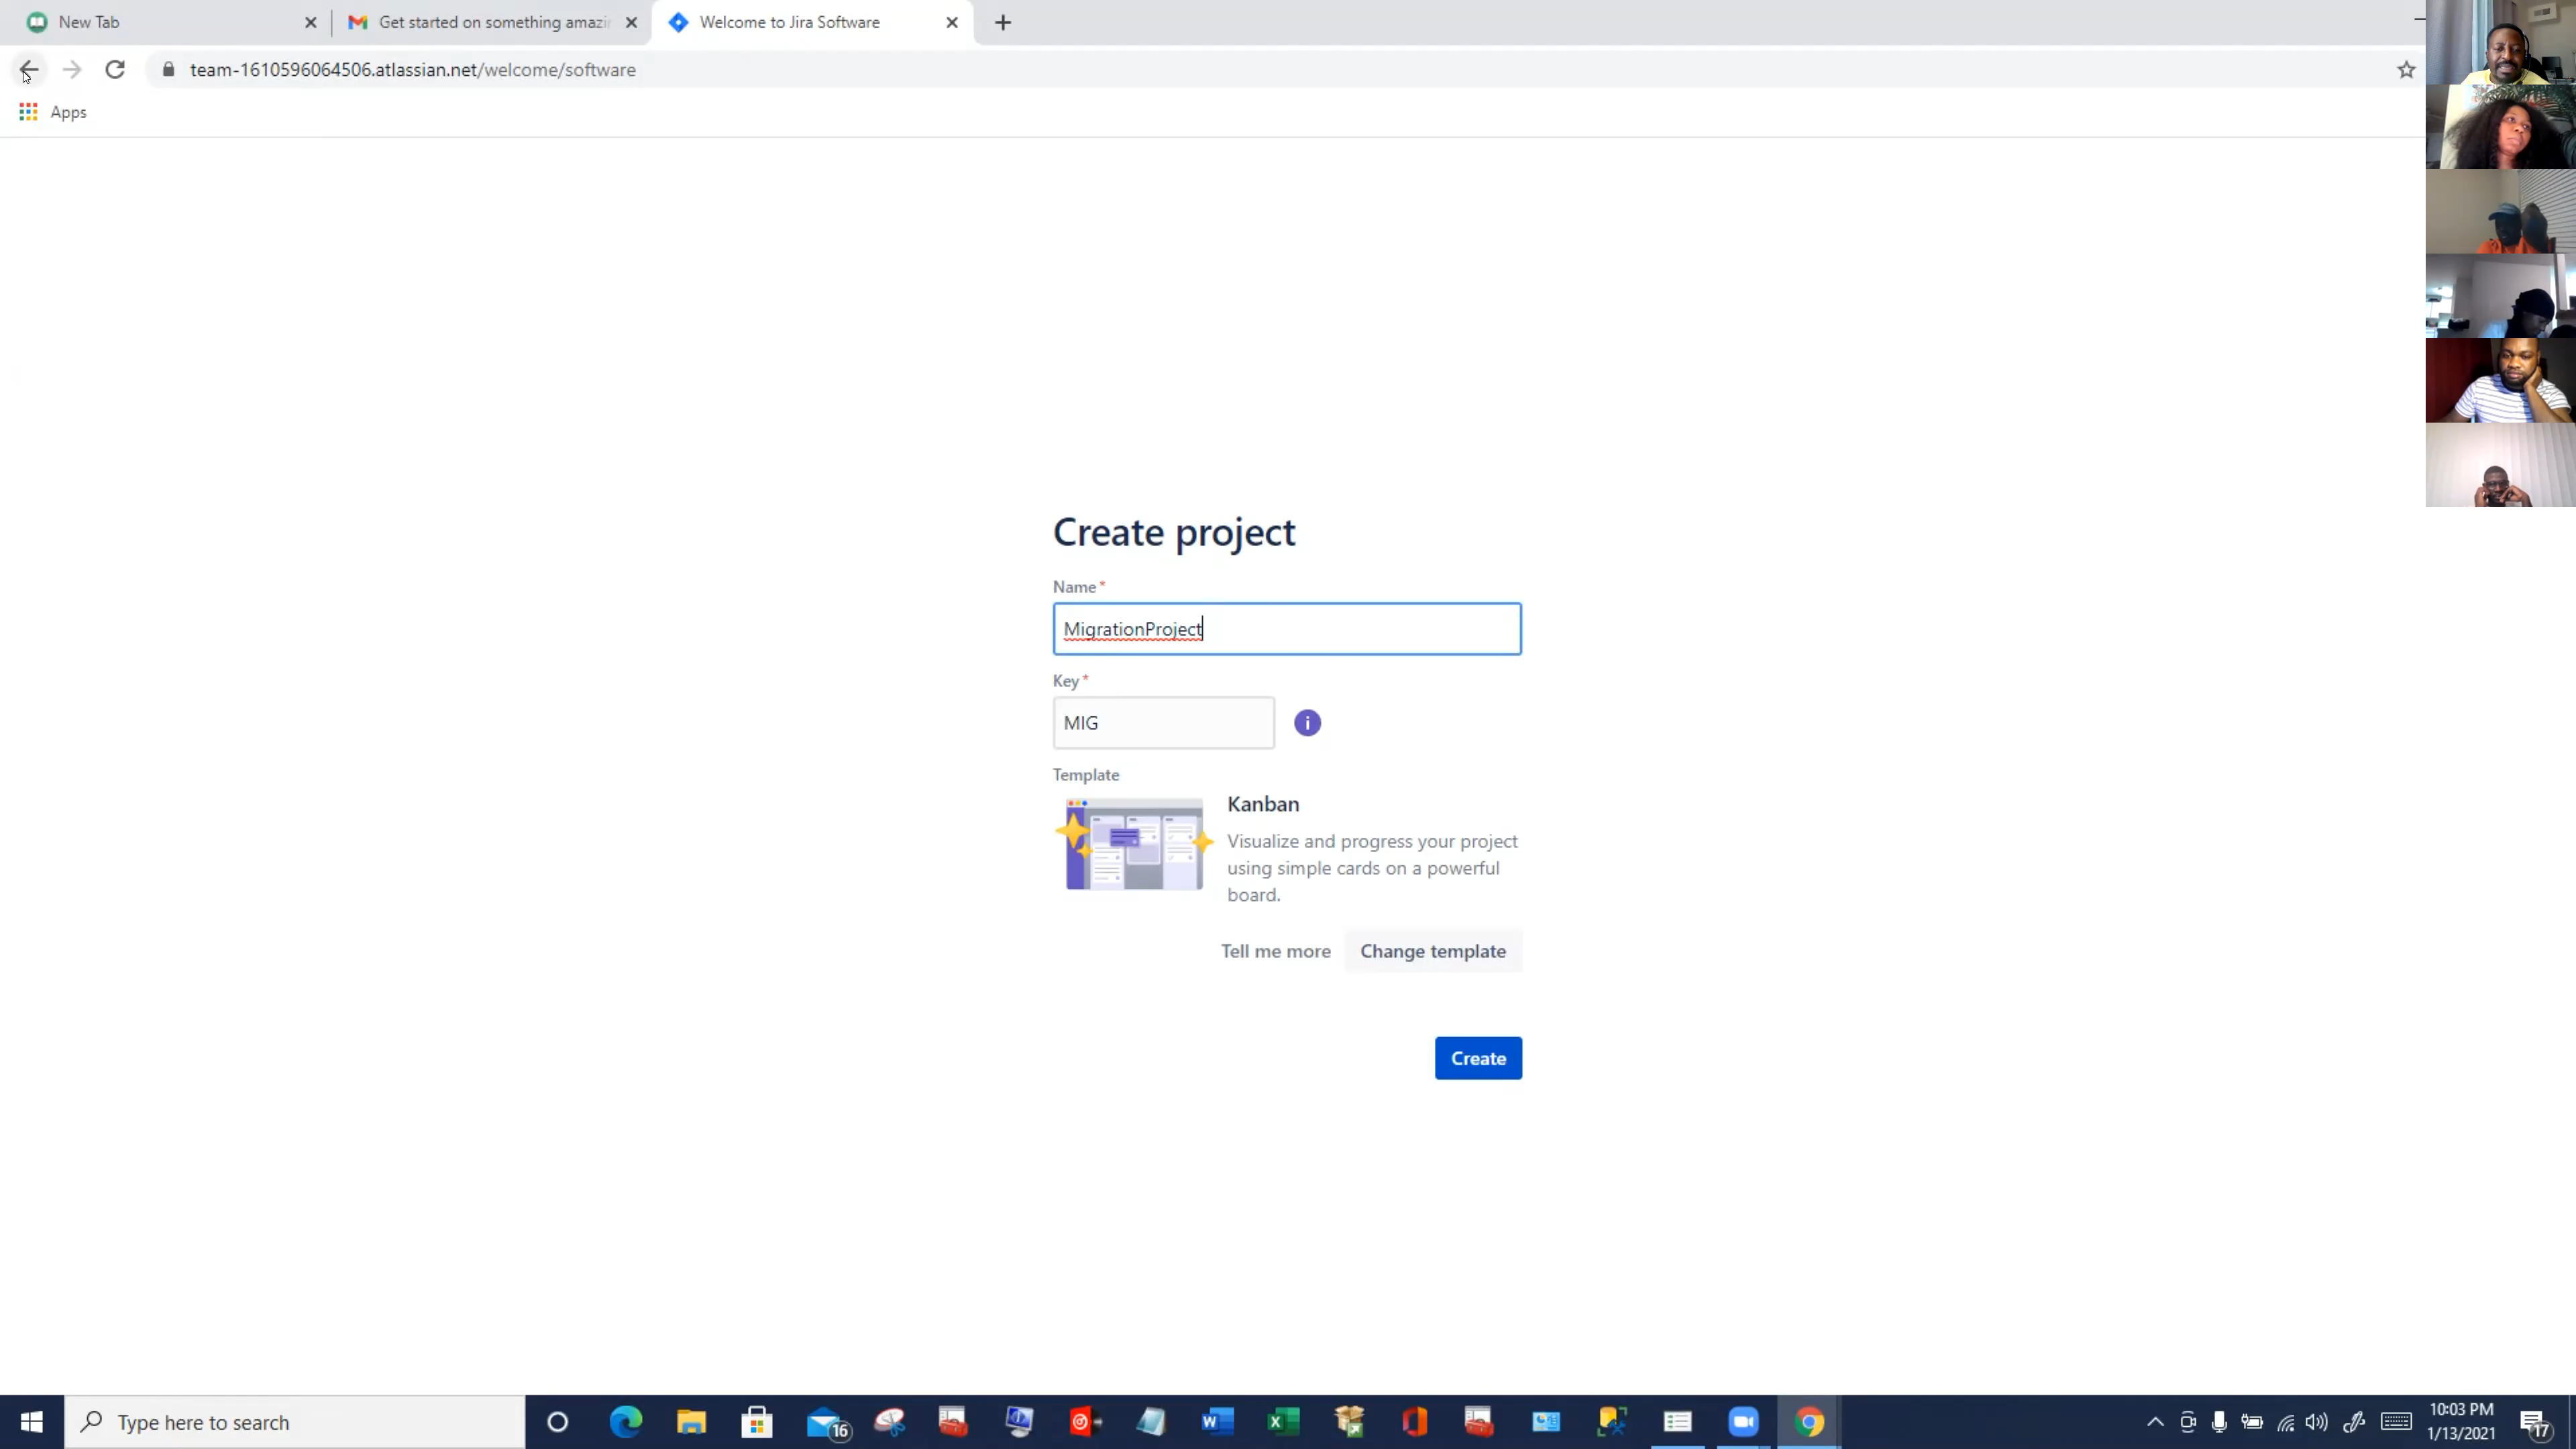 New Tab
Get started on something amazi
Welcome to Jira Software
team-1610596064506.atlassian.net/welcome/software
Apps
Create project
Name *
MigrationProject
Key *
MIG
i
Template
Kanban
Visualize and progress your project
using simple cards on a powerful
board.
Tell me more
Change template
Create
Type here to search
16
10:03 PM
1/13/2021
17